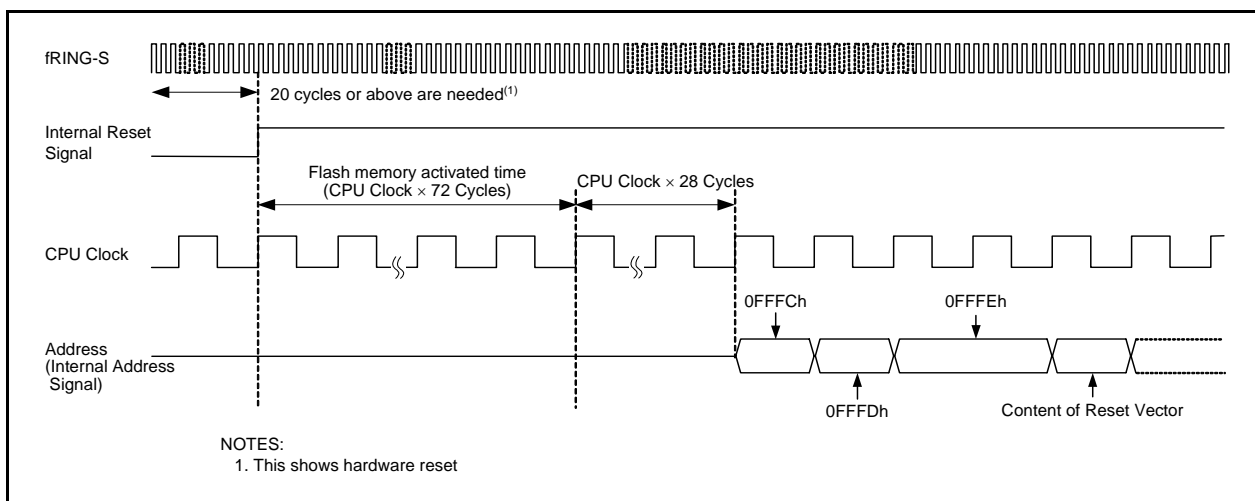 fRING-S
20 cycles or above are needed(1)
Internal Reset
Signal
Flash memory activated time
(CPU Clock × 72 Cycles)
CPU Clock × 28 Cycles
CPU Clock
0FFFCh
0FFFEh
Address
(Internal Address
Signal)
0FFFDh
Content of Reset Vector
NOTES:
1. This shows hardware reset